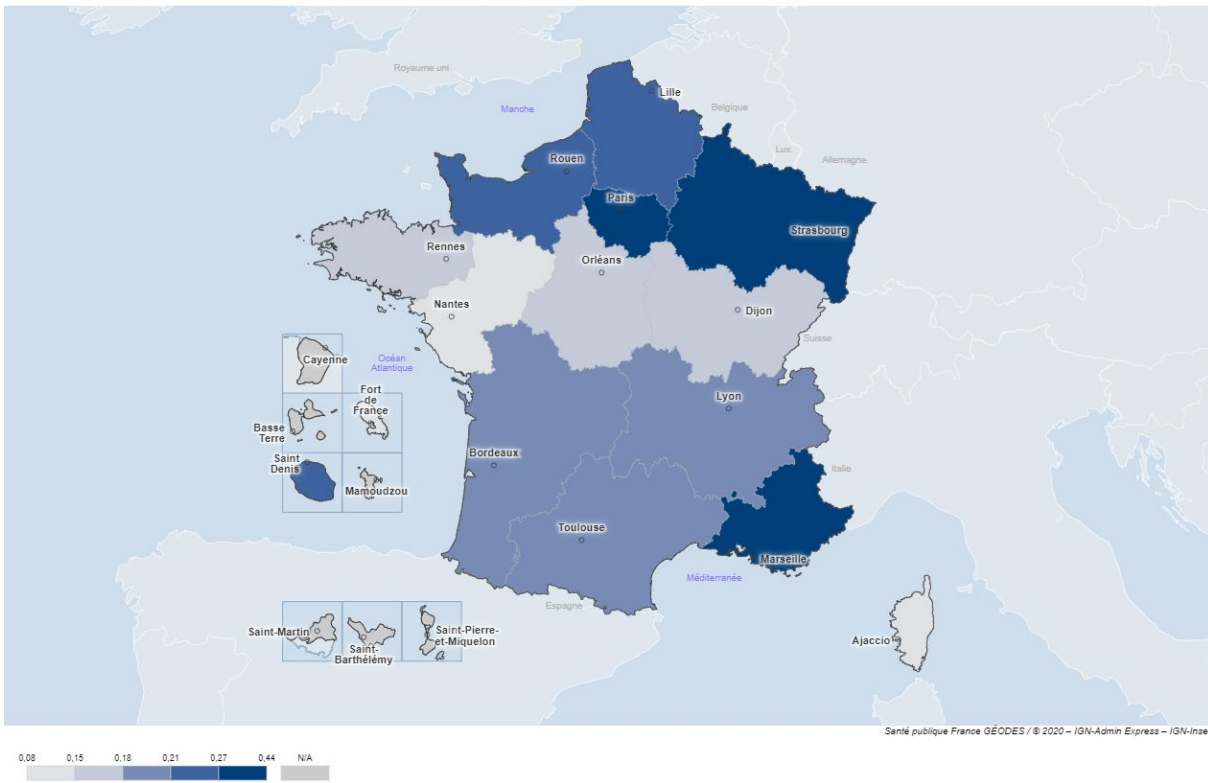 Royaume uni
Manche
Lille
Belgique
Lux.
Allemagne
Rouen
Paris
Strasbourg
Rennes
Orléans
Nantes
Dijon
Suisse
Cayenne
Océan
Atlantique
Fort
de
France
Basse
Terre
Lyon
Bordeaux
Saint
Denis
Mamoudzou
Italie
Toulouse
Marseille
Méditerranée
Espagne
Saint-Martin
Saint-
Barthélémy
Saint-Pierre-
et-Miquelon
Ajaccio
Santé publique France GÉODES / © 2020 – IGN-Admin Express – IGN-Inse
0,08 0,15 0,18 0,21 0,27 0,44 N/A